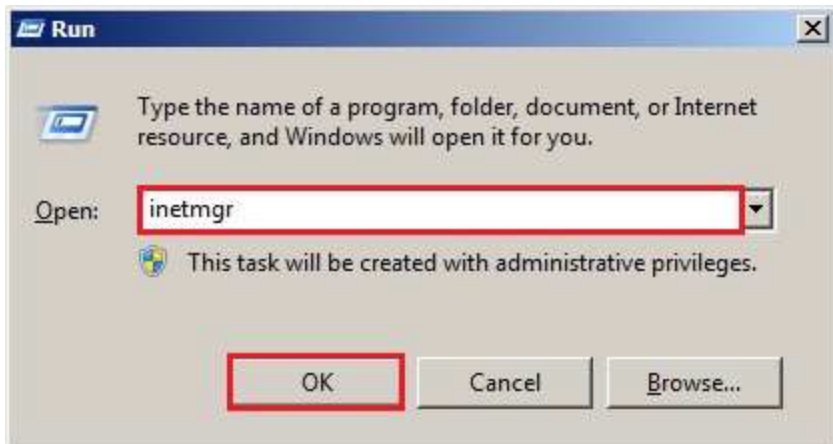 Run
Type the name of a program, folder, document, or Internet
resource, and Windows will open it for you.
Open: inetmgr
This task will be created with administrative privileges.
OK Cancel Browse...